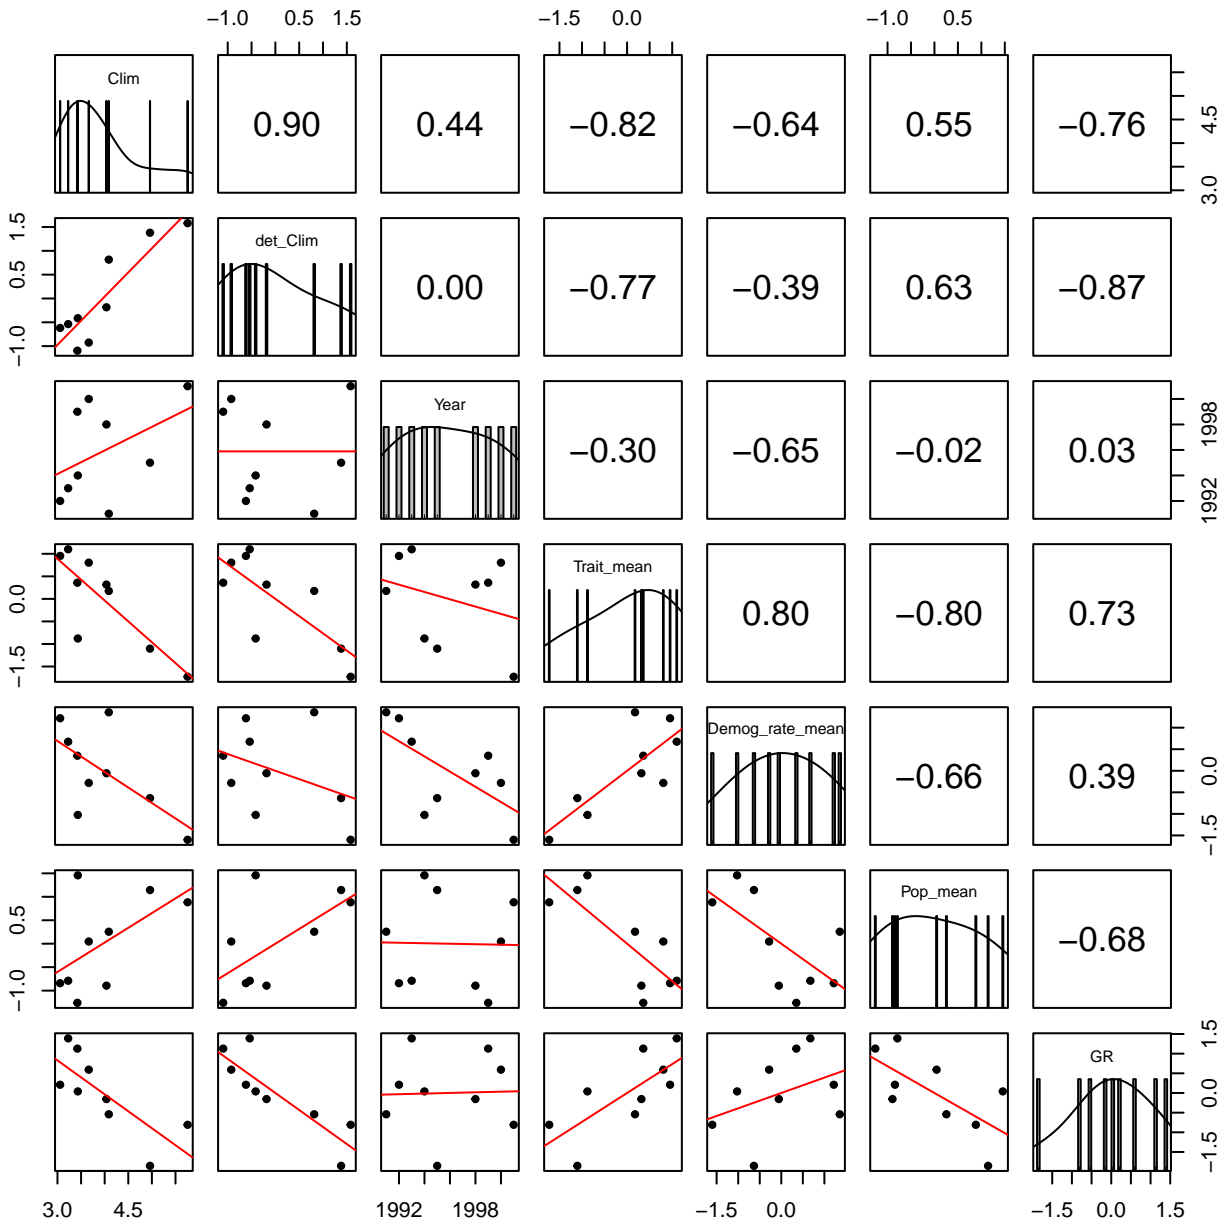 −1.0 0.5 1.5 −1.5 0.0 −1.0 0.5
Clim 0.90 0.44 −0.82 −0.64 0.55 −0.76 3.0 4.5
−1.0 0.5 1.5 det_Clim 0.00 −0.77 −0.39 0.63 −0.87
Year −0.30 −0.65 −0.02 0.03 1992 1998
−1.5 0.0 Trait_mean 0.80 −0.80 0.73
Demog_rate_mean −0.66 0.39 −1.5 0.0
−1.0 0.5 Pop_mean −0.68
GR −1.5 0.0 1.5
3.0 4.5 1992 1998 −1.5 0.0 −1.5 0.0 1.5